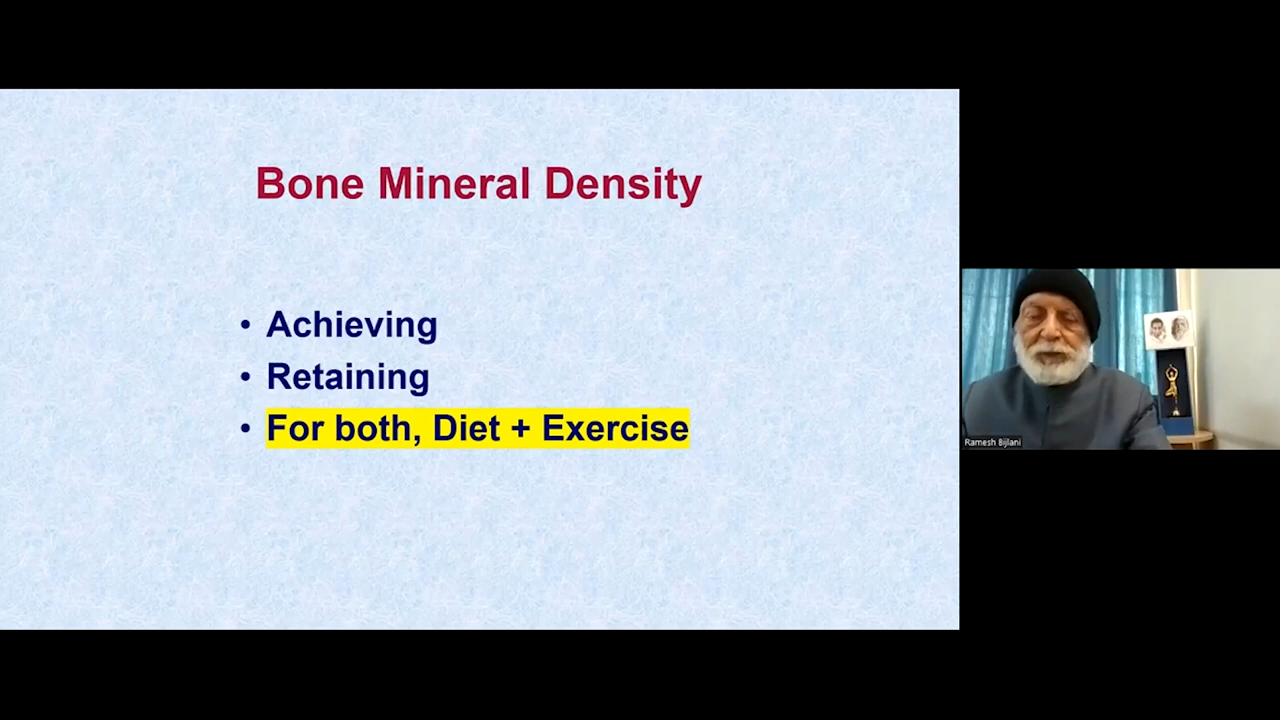 Bone Mineral Density
• Achieving
• Retaining
• For both, Diet + Exercise
Ramesh Bijlani